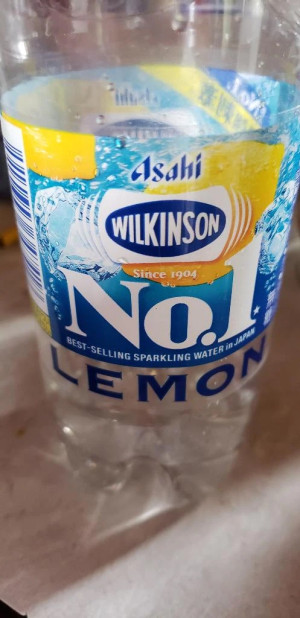 Asahi
WILKINSON
Since 1904
No.1
BEST-SELLING SPARKLING WATER in JAPAN
LEMON